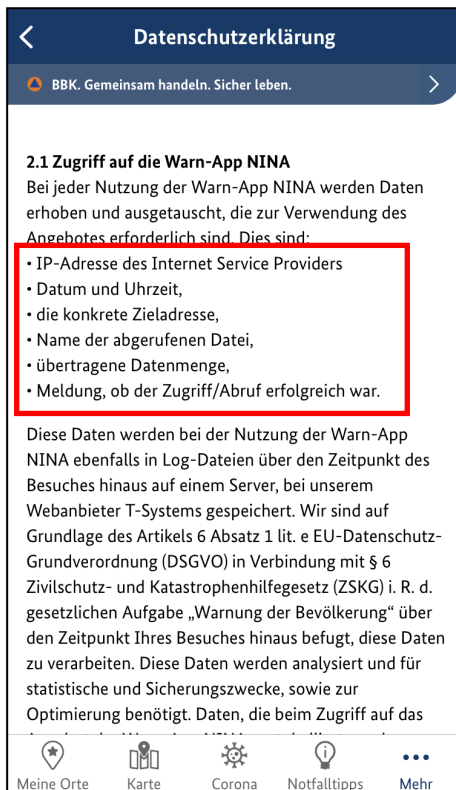 Datenschutzerklärung
BBK. Gemeinsam handeln. Sicher leben.
2.1 Zugriff auf die Warn-App NINA
Bei jeder Nutzung der Warn-App NINA werden Daten
erhoben und ausgetauscht, die zur Verwendung des
Angebotes erforderlich sind. Dies sind:
• IP-Adresse des Internet Service Providers
• Datum und Uhrzeit,
• die konkrete Zieladresse,
• Name der abgerufenen Datei,
• übertragene Datenmenge,
• Meldung, ob der Zugriff/Abruf erfolgreich war.
Diese Daten werden bei der Nutzung der Warn-App
NINA ebenfalls in Log-Dateien über den Zeitpunkt des
Besuches hinaus auf einem Server, bei unserem
Webanbieter T-Systems gespeichert. Wir sind auf
Grundlage des Artikels 6 Absatz 1 lit. e EU-Datenschutz-
Grundverordnung (DSGVO) in Verbindung mit § 6
Zivilschutz- und Katastrophenhilfegesetz (ZSKG) i. R. d.
gesetzlichen Aufgabe „Warnung der Bevölkerung“ über
den Zeitpunkt Ihres Besuches hinaus befugt, diese Daten
zu verarbeiten. Diese Daten werden analysiert und für
statistische und Sicherungszwecke, sowie zur
Optimierung benötigt. Daten, die beim Zugriff auf das
Meine Orte Karte Corona Notfalltipps Mehr